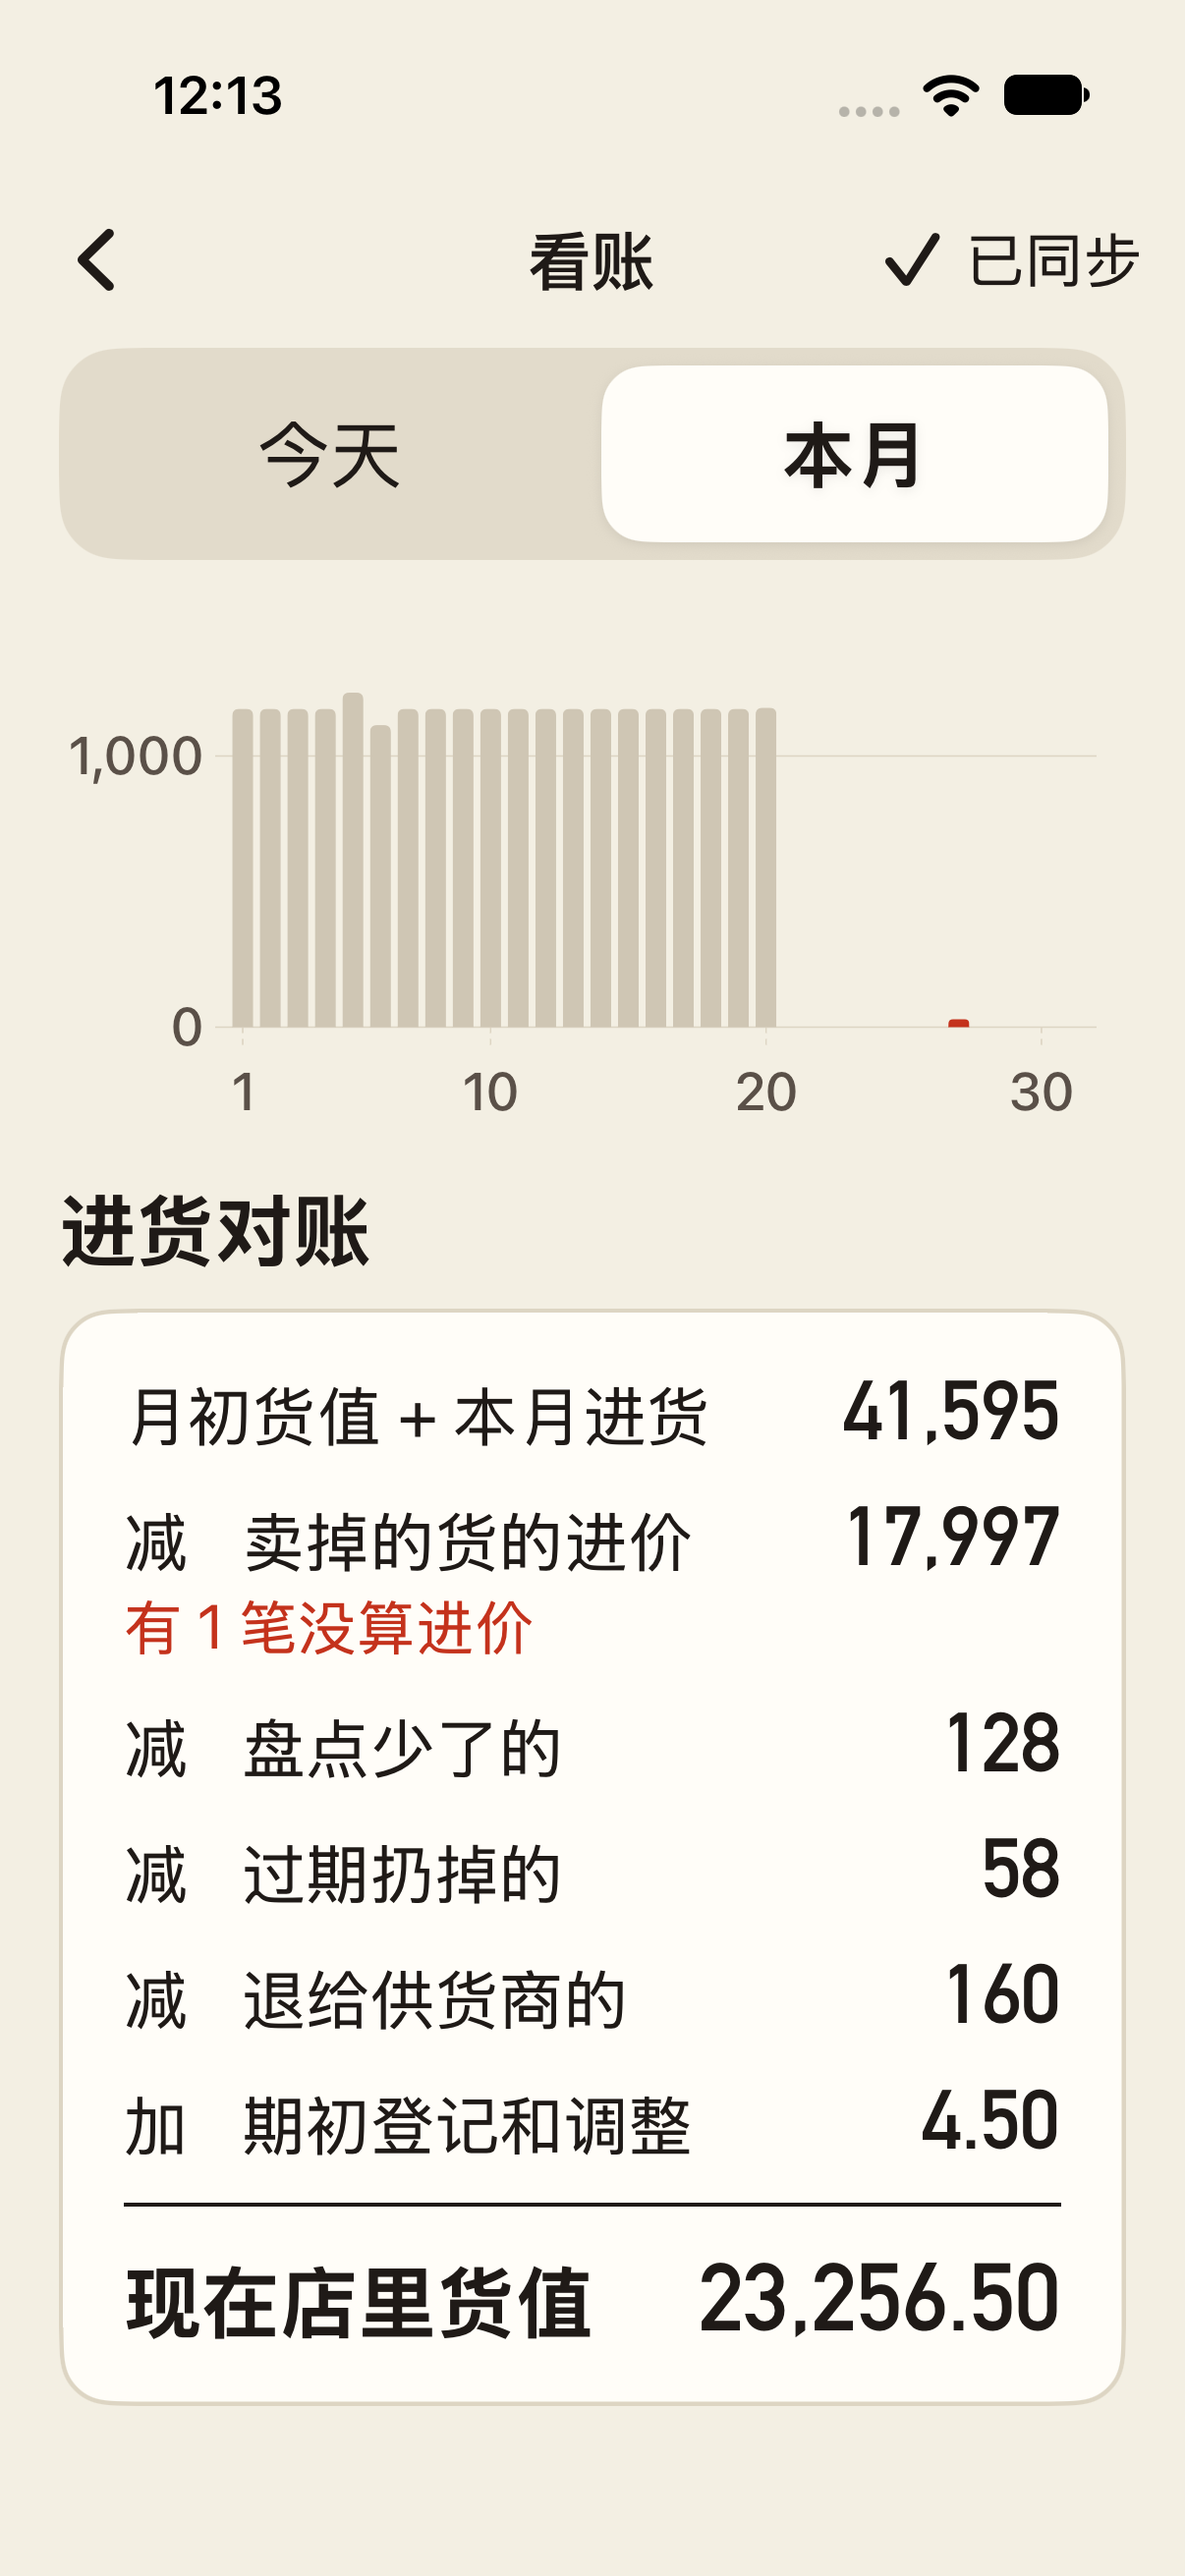 12:13
看账
已同步
今天
本月
1,000
0
1 10 20 30
进货对账
月初货值 + 本月进货 41,595
减 卖掉的货的进价 17,997
有 1 笔没算进价
减 盘点少了的 128
减 过期扔掉的 58
减 退给供货商的 160
加 期初登记和调整 4.50
现在店里货值 23,256.50